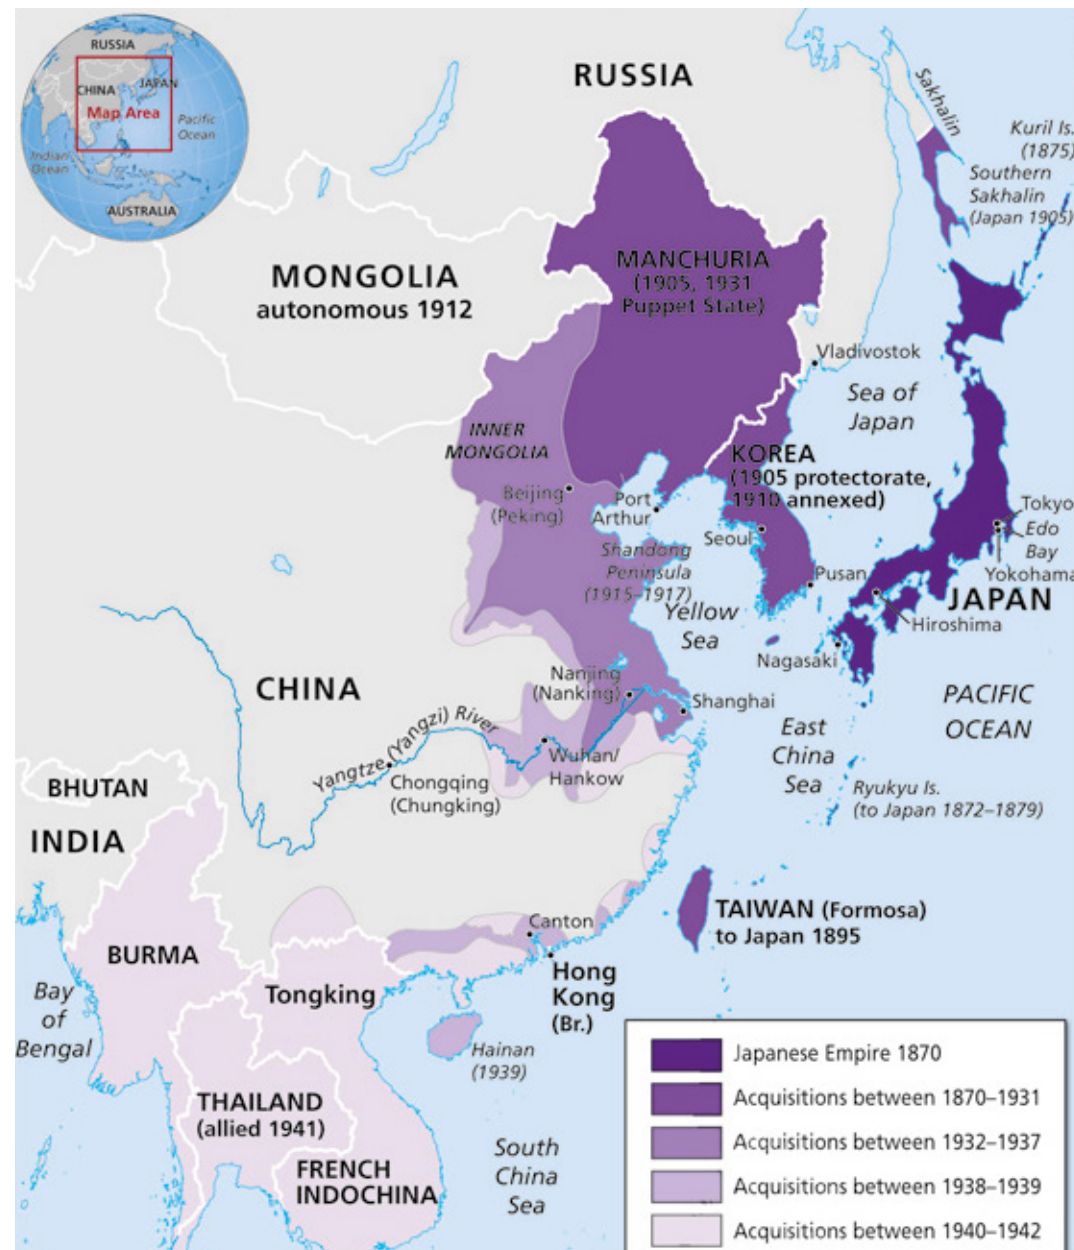 RUSSIA
CHINA
JAPAN
Map Area
Pacific
Ocean
Indian
Ocean
AUSTRALIA
RUSSIA
Sakhalin
Kuril Is.
(1875)
Southern
Sakhalin
(Japan 1905)
MONGOLIA
autonomous 1912
MANCHURIA
(1905, 1931
Puppet State)
Vladivostok
Sea of
Japan
INNER
MONGOLIA
KOREA
(1905 protectorate,
1910 annexed)
Beijing
(Peking)
Port
Arthur
Seoul
Tokyo
Edo
Bay
Yokohama
Shandong
Peninsula
(1915–1917)
Pusan
JAPAN
Yellow
Sea
Hiroshima
Nagasaki
CHINA
Nanjing
(Nanking)
Shanghai
PACIFIC
OCEAN
East
China
Sea
Yangtze (Yangzi) River
Wuhan/
Hankow
Chongqing
(Chungking)
BHUTAN
Ryukyu Is.
(to Japan 1872–1879)
INDIA
TAIWAN (Formosa)
to Japan 1895
Canton
BURMA
Hong
Kong
(Br.)
Tongking
Bay
of
Bengal
Hainan
(1939)
THAILAND
(allied 1941)
South
China
Sea
FRENCH
INDOCHINA
Japanese Empire 1870
Acquisitions between 1870–1931
Acquisitions between 1932–1937
Acquisitions between 1938–1939
Acquisitions between 1940–1942